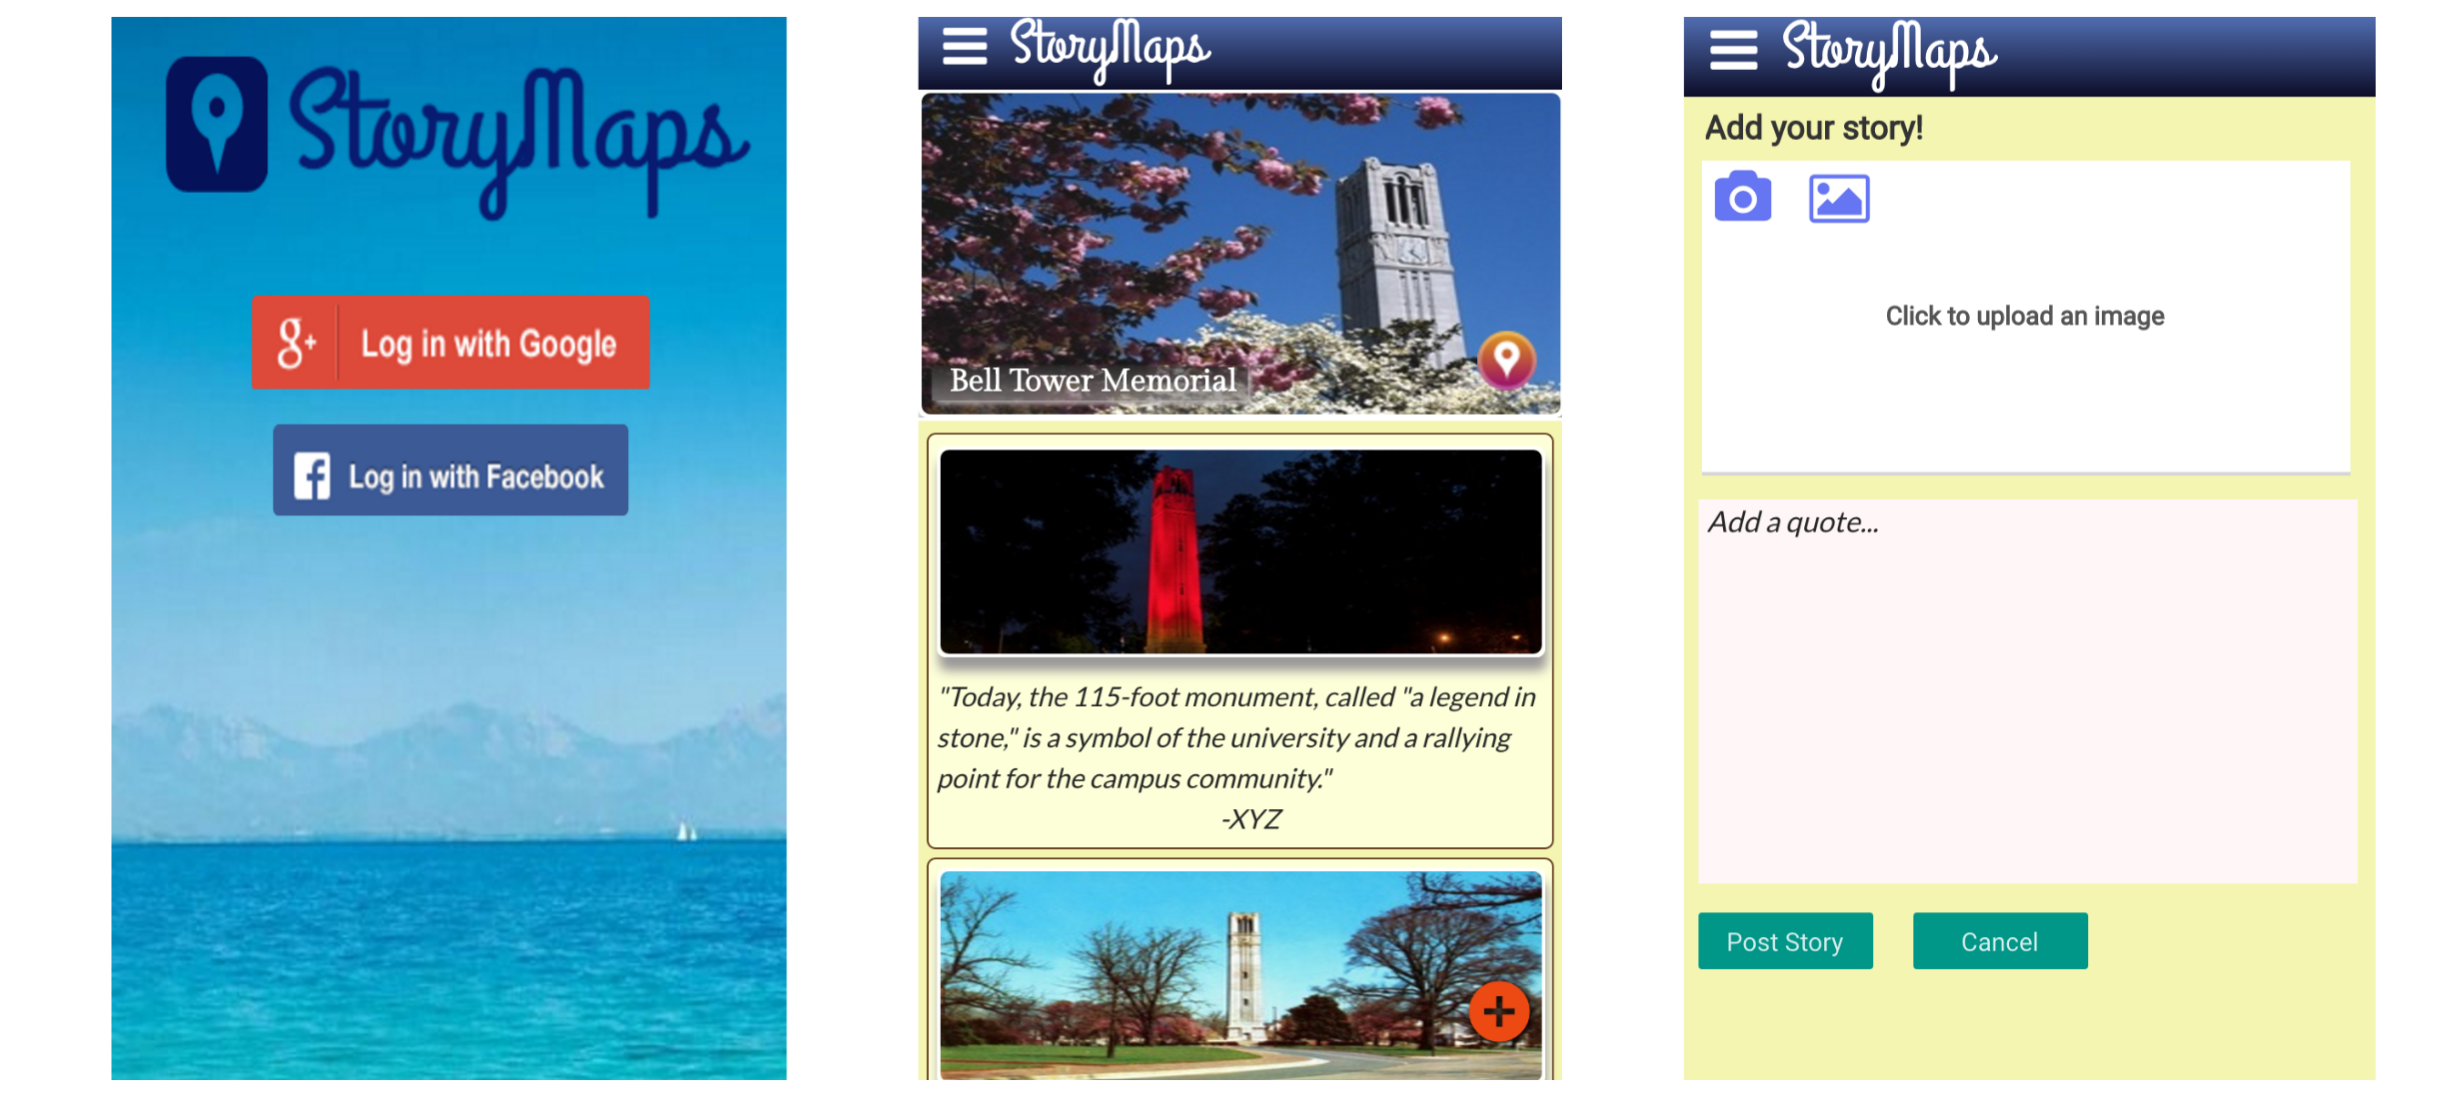 StoryMaps
g+ Log in with Google
f Log in with Facebook
StoryMaps
Bell Tower Memorial
"Today, the 115-foot monument, called "a legend in
stone," is a symbol of the university and a rallying
point for the campus community."
-XYZ
+
StoryMaps
Add your story!
Click to upload an image
Add a quote...
Post Story
Cancel